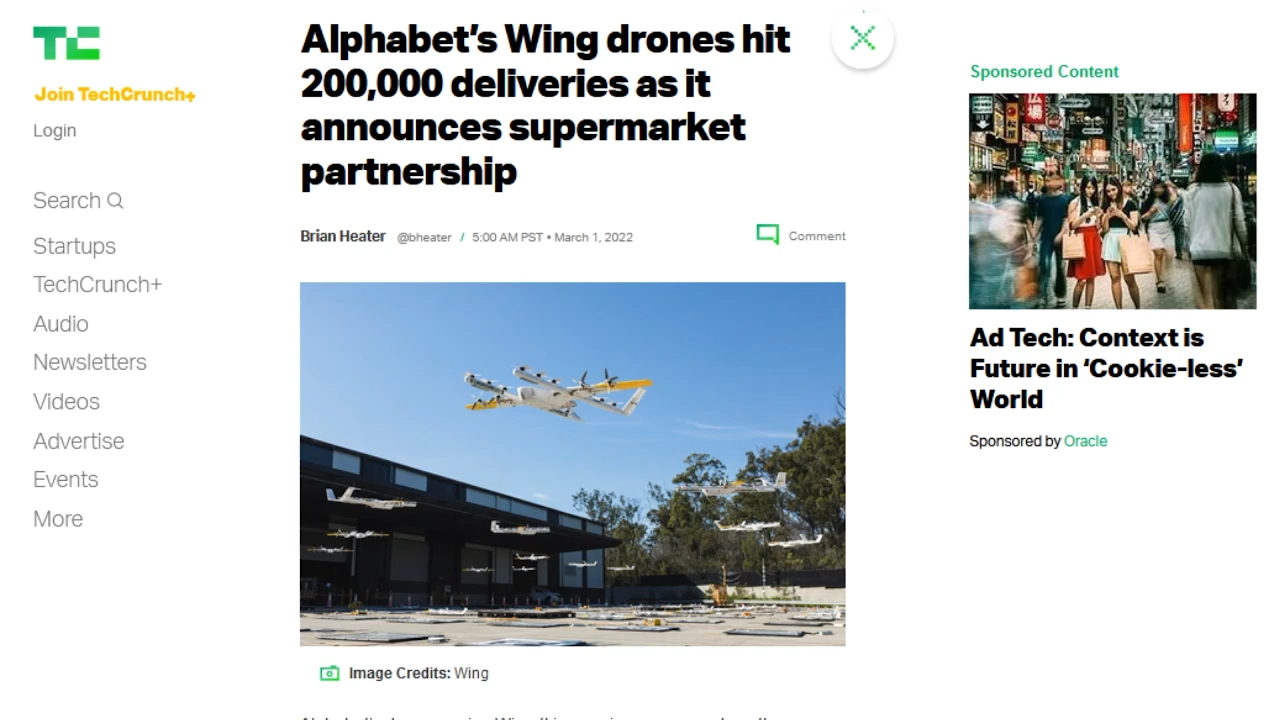 TC
Join TechCrunch+
Login
Search
Startups
TechCrunch+
Audio
Newsletters
Videos
Advertise
Events
More
Alphabet's Wing drones hit
200,000 deliveries as it
announces supermarket
partnership
Brian Heater @bheater / 5:00 AM PST • March 1, 2022
Comment
Image Credits: Wing
Sponsored Content
広場
Ad Tech: Context is
Future in ‘Cookie-less’
World
Sponsored by Oracle